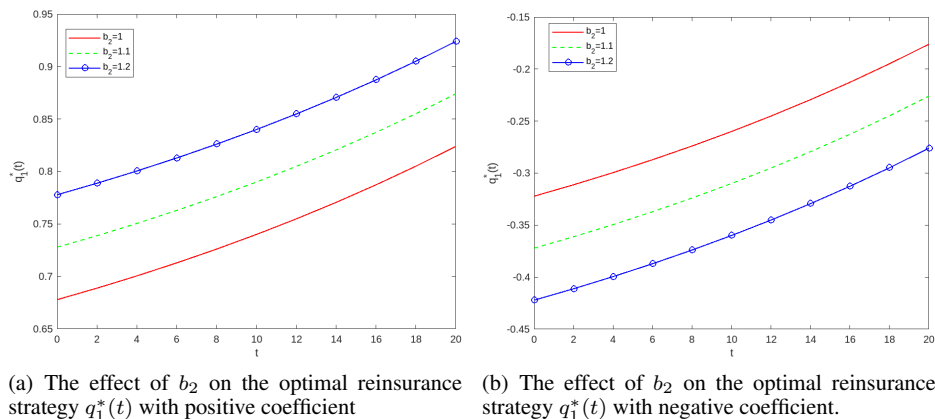 0.95
0.9
0.85
0.8
0.75
0.7
0.65
q*1(t)
b2=1
b2=1.1
b2=1.2
0 2 4 6 8 10 12 14 16 18 20
t
-0.15
-0.2
-0.25
-0.3
-0.35
-0.4
-0.45
q*1(t)
b2=1
b2=1.1
b2=1.2
0 2 4 6 8 10 12 14 16 18 20
t
(a) The effect of b2 on the optimal reinsurance
strategy q*1(t) with positive coefficient
(b) The effect of b2 on the optimal reinsurance
strategy q*1(t) with negative coefficient.